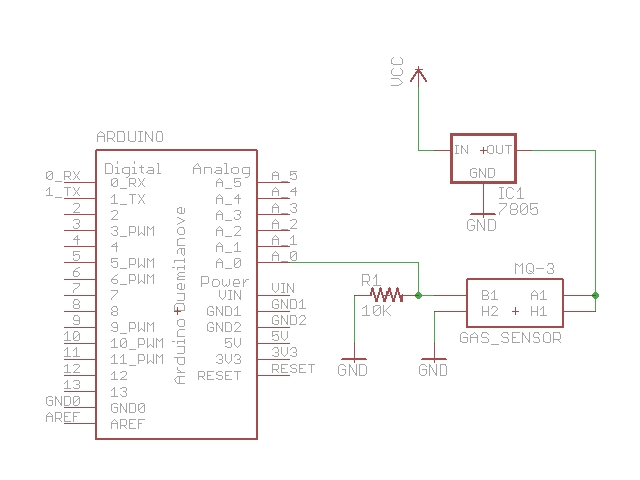 VCC
ARDUINO
IN OUT
GND
IC1
7805
GND
Digital Analog
0_RX 0_RX A_5 A_5
1_TX 1_TX A_4 A_4
2 2 A_3 A_3
3 3_PWM A_2 A_2
4 4 A_1 A_1
5 5_PWM A_0 A_0
6 6_PWM Power
7 7 VIN VIN
8 8 GND1 GND1
9 9_PWM GND2 GND2
10 10_PWM 5V 5V
11 11_PWM 3V3 3V3
12 12 RESET RESET
13 13
GND0 GND0
AREF AREF
Arduino Duemilanove
R1
10K
GND
GND
MQ-3
B1 A1
H2 H1
GAS_SENSOR